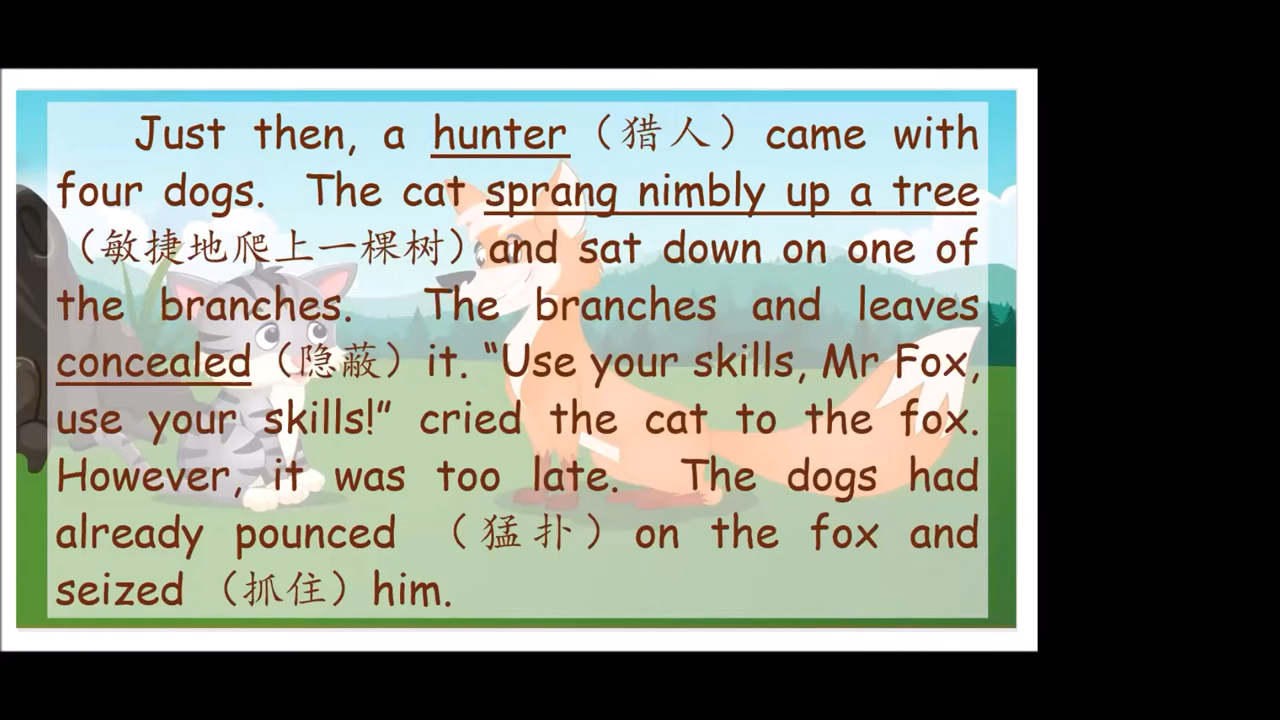 Just then, a hunter（猎人）came with
four dogs. The cat sprang nimbly up a tree
（敏捷地爬上一棵树）and sat down on one of
the branches. The branches and leaves
concealed（隐蔽）it. “Use your skills, Mr Fox,
use your skills!” cried the cat to the fox.
However, it was too late. The dogs had
already pounced （猛扑）on the fox and
seized （抓住）him.